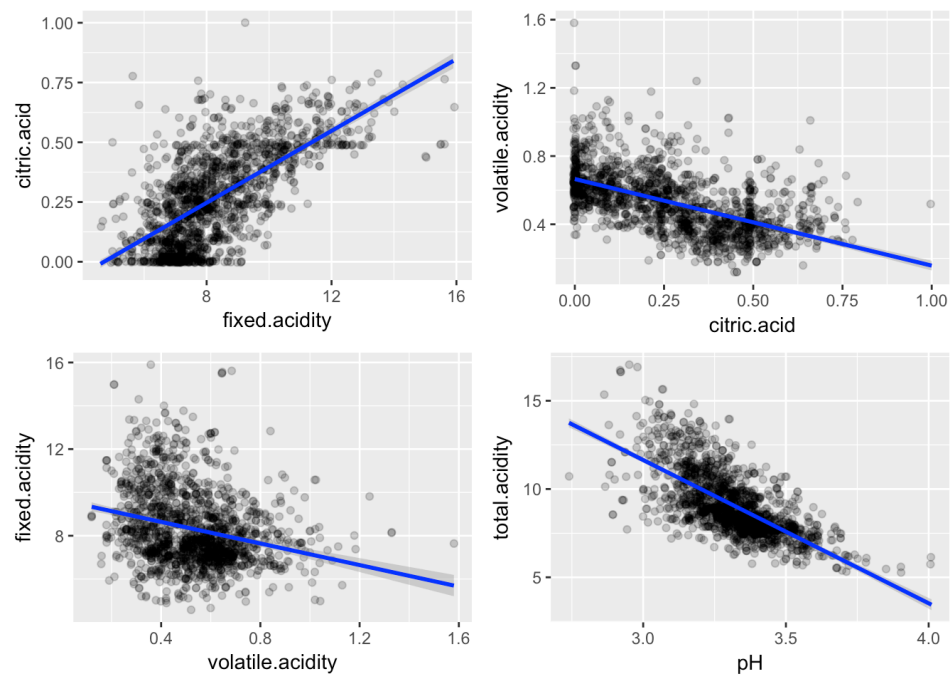 1.00
0.75
0.50
0.25
0.00
citric.acid
8 12 16
fixed.acidity
1.6
1.2
0.8
0.4
volatile.acidity
0.00 0.25 0.50 0.75 1.00
citric.acid
16
12
8
fixed.acidity
0.4 0.8 1.2 1.6
volatile.acidity
15
10
5
total.acidity
3.0 3.5 4.0
pH